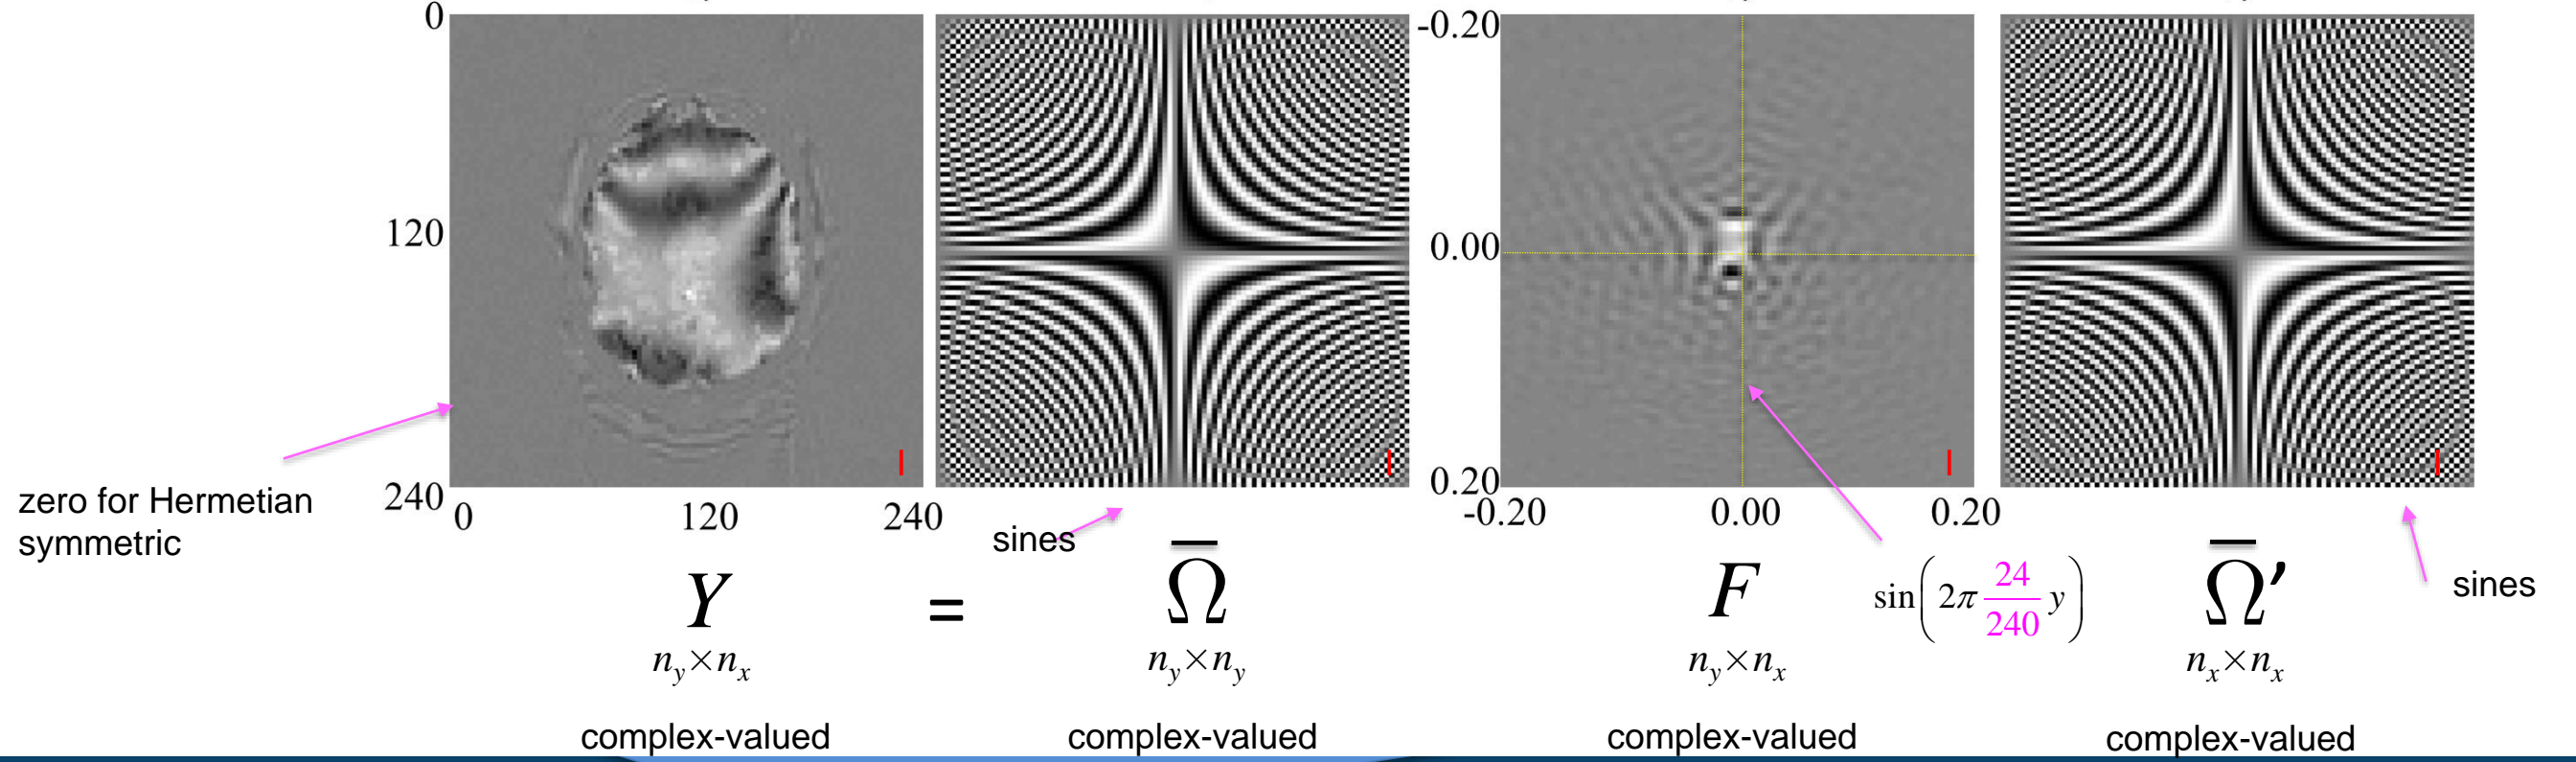 0
120
240
0
120
240
-0.20
0.00
0.20
-0.20
0.00
0.20
I
I
I
I
zero for Hermetian
symmetric
sines
sines
Y = Ω̅ F sin(2π 24/240 y) Ω̅′
n_y×n_x n_y×n_y n_y×n_x n_x×n_x
complex-valued complex-valued complex-valued complex-valued